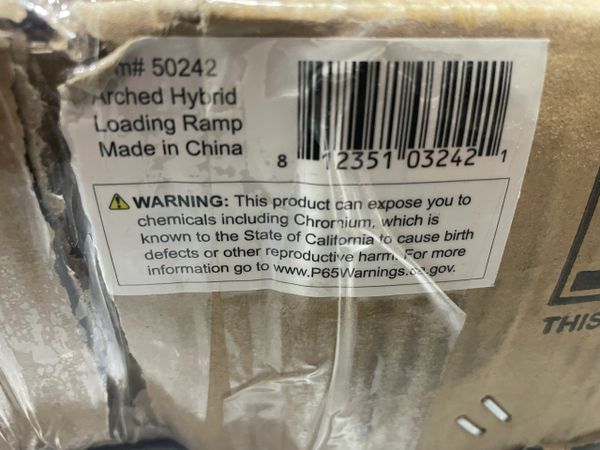 m# 50242
Arched Hybrid
Loading Ramp
Made in China
8 12351 03242 1
WARNING: This product can expose you to
chemicals including Chromium, which is
known to the State of California to cause birth
defects or other reproductive harm. For more
information go to www.P65Warnings.ca.gov.
THIS